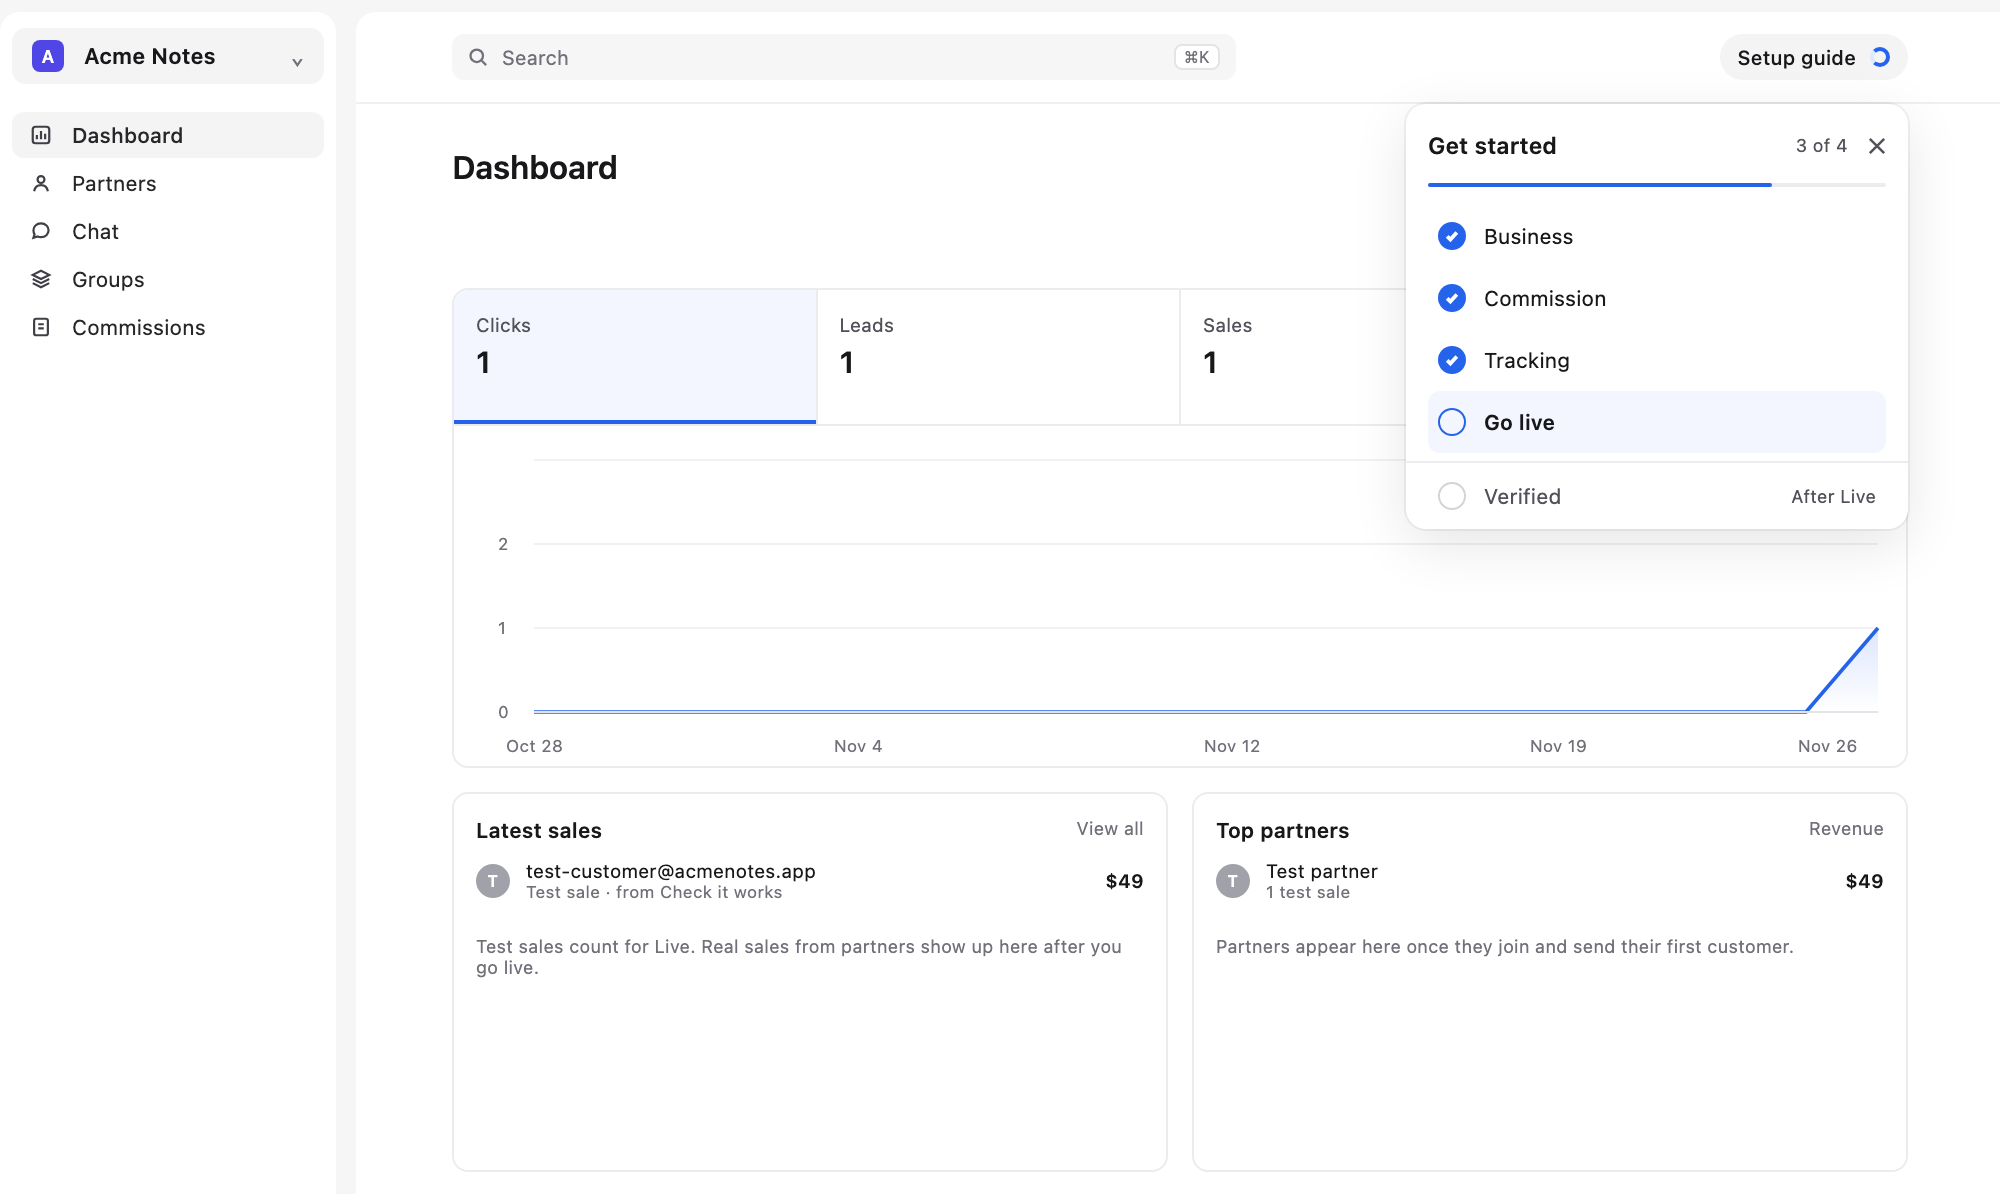 A Acme Notes
Search ⌘K
Setup guide
Dashboard
Partners
Chat
Groups
Commissions
Dashboard
Get started 3 of 4
Business
Commission
Tracking
Go live
Verified After Live
Clicks
1
Leads
1
Sales
1
2
1
0
Oct 28 Nov 4 Nov 12 Nov 19 Nov 26
Latest sales View all
T test-customer@acmenotes.app
Test sale · from Check it works
$49
Test sales count for Live. Real sales from partners show up here after you
go live.
Top partners Revenue
T Test partner
1 test sale
$49
Partners appear here once they join and send their first customer.